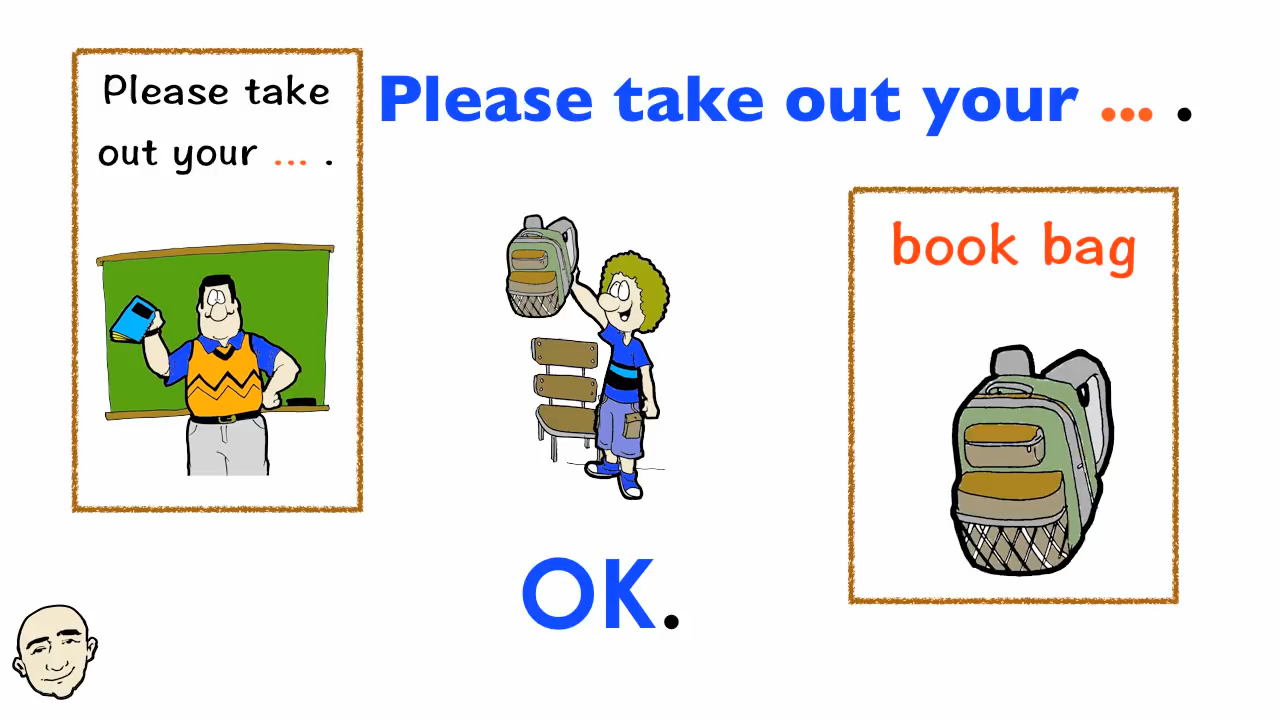 Please take
out your ... .
Please take out your ... .
book bag
OK.